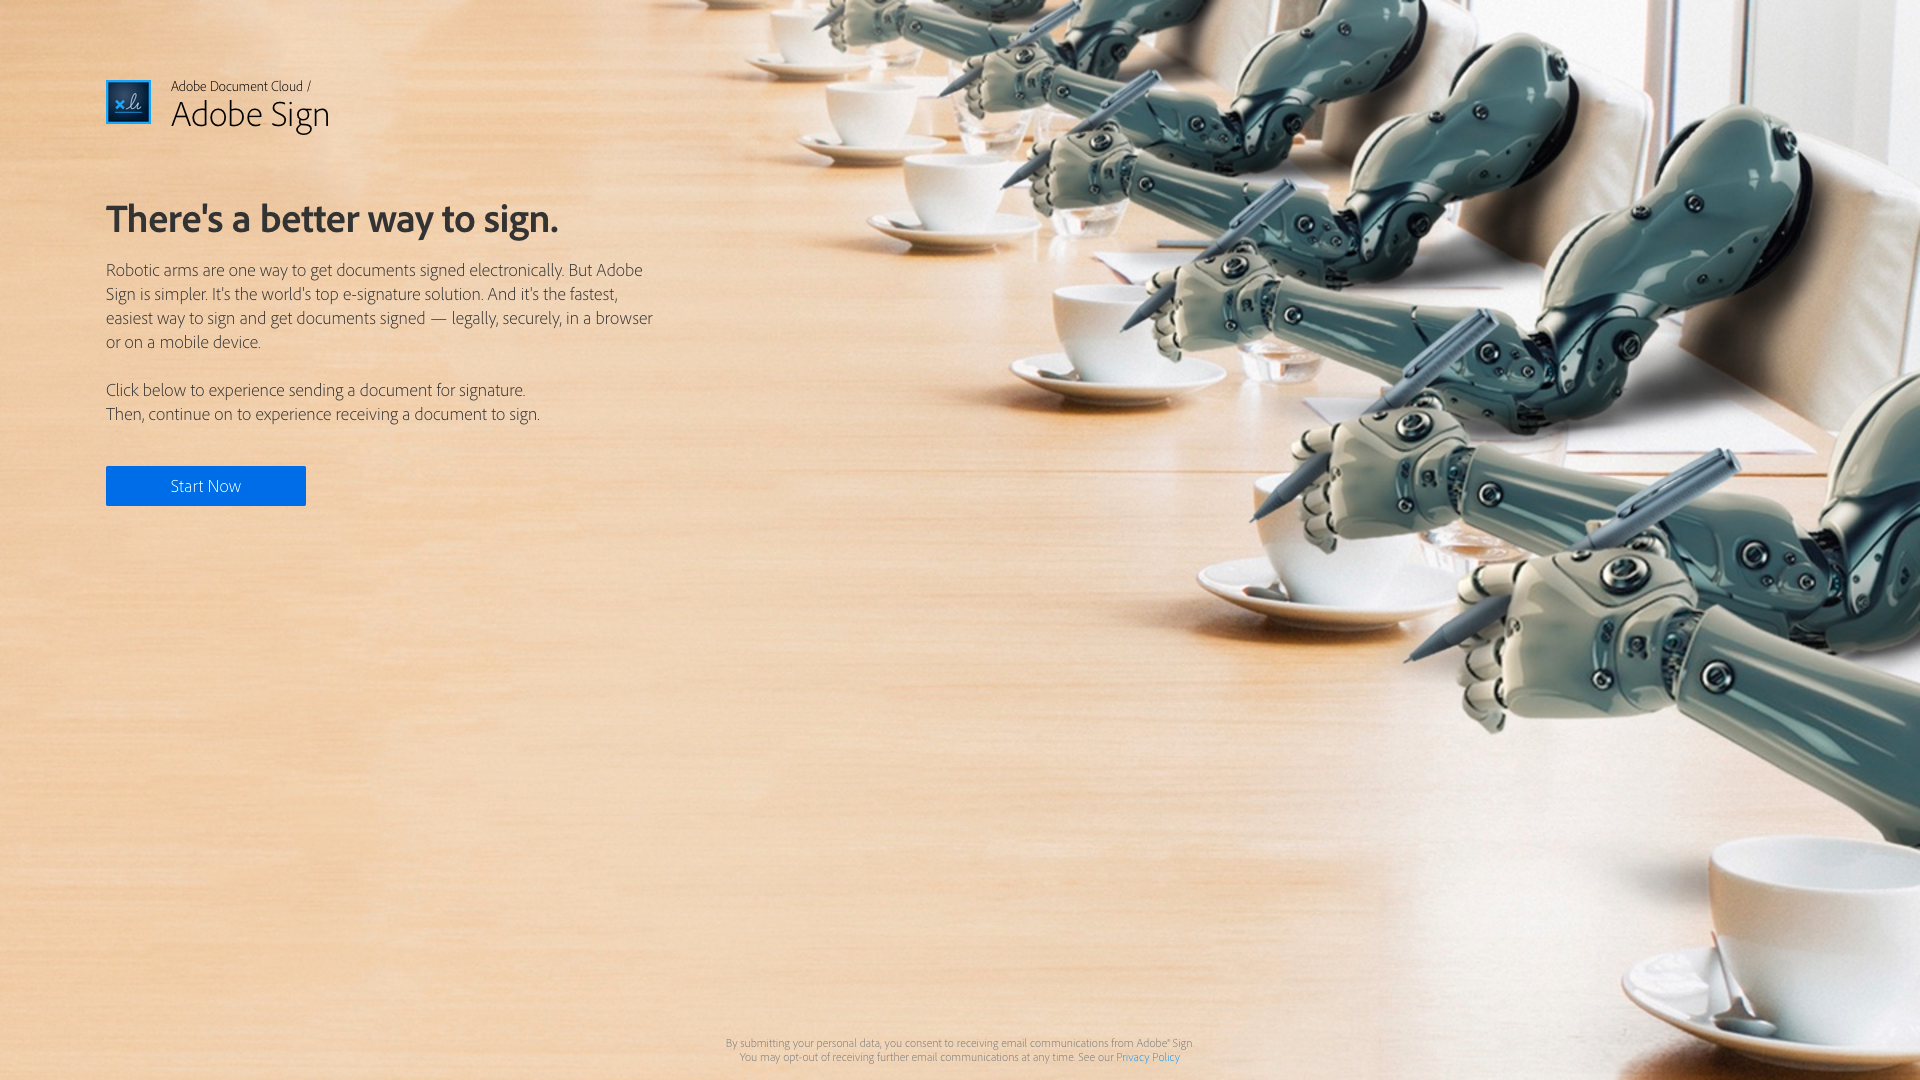 Adobe Document Cloud /
Adobe Sign
There's a better way to sign.
Robotic arms are one way to get documents signed electronically. But Adobe
Sign is simpler. It's the world's top e-signature solution. And it's the fastest,
easiest way to sign and get documents signed — legally, securely, in a browser
or on a mobile device.
Click below to experience sending a document for signature.
Then, continue on to experience receiving a document to sign.
Start Now
By submitting your personal data, you consent to receiving email communications from Adobe® Sign.
You may opt-out of receiving further email communications at any time. See our Privacy Policy